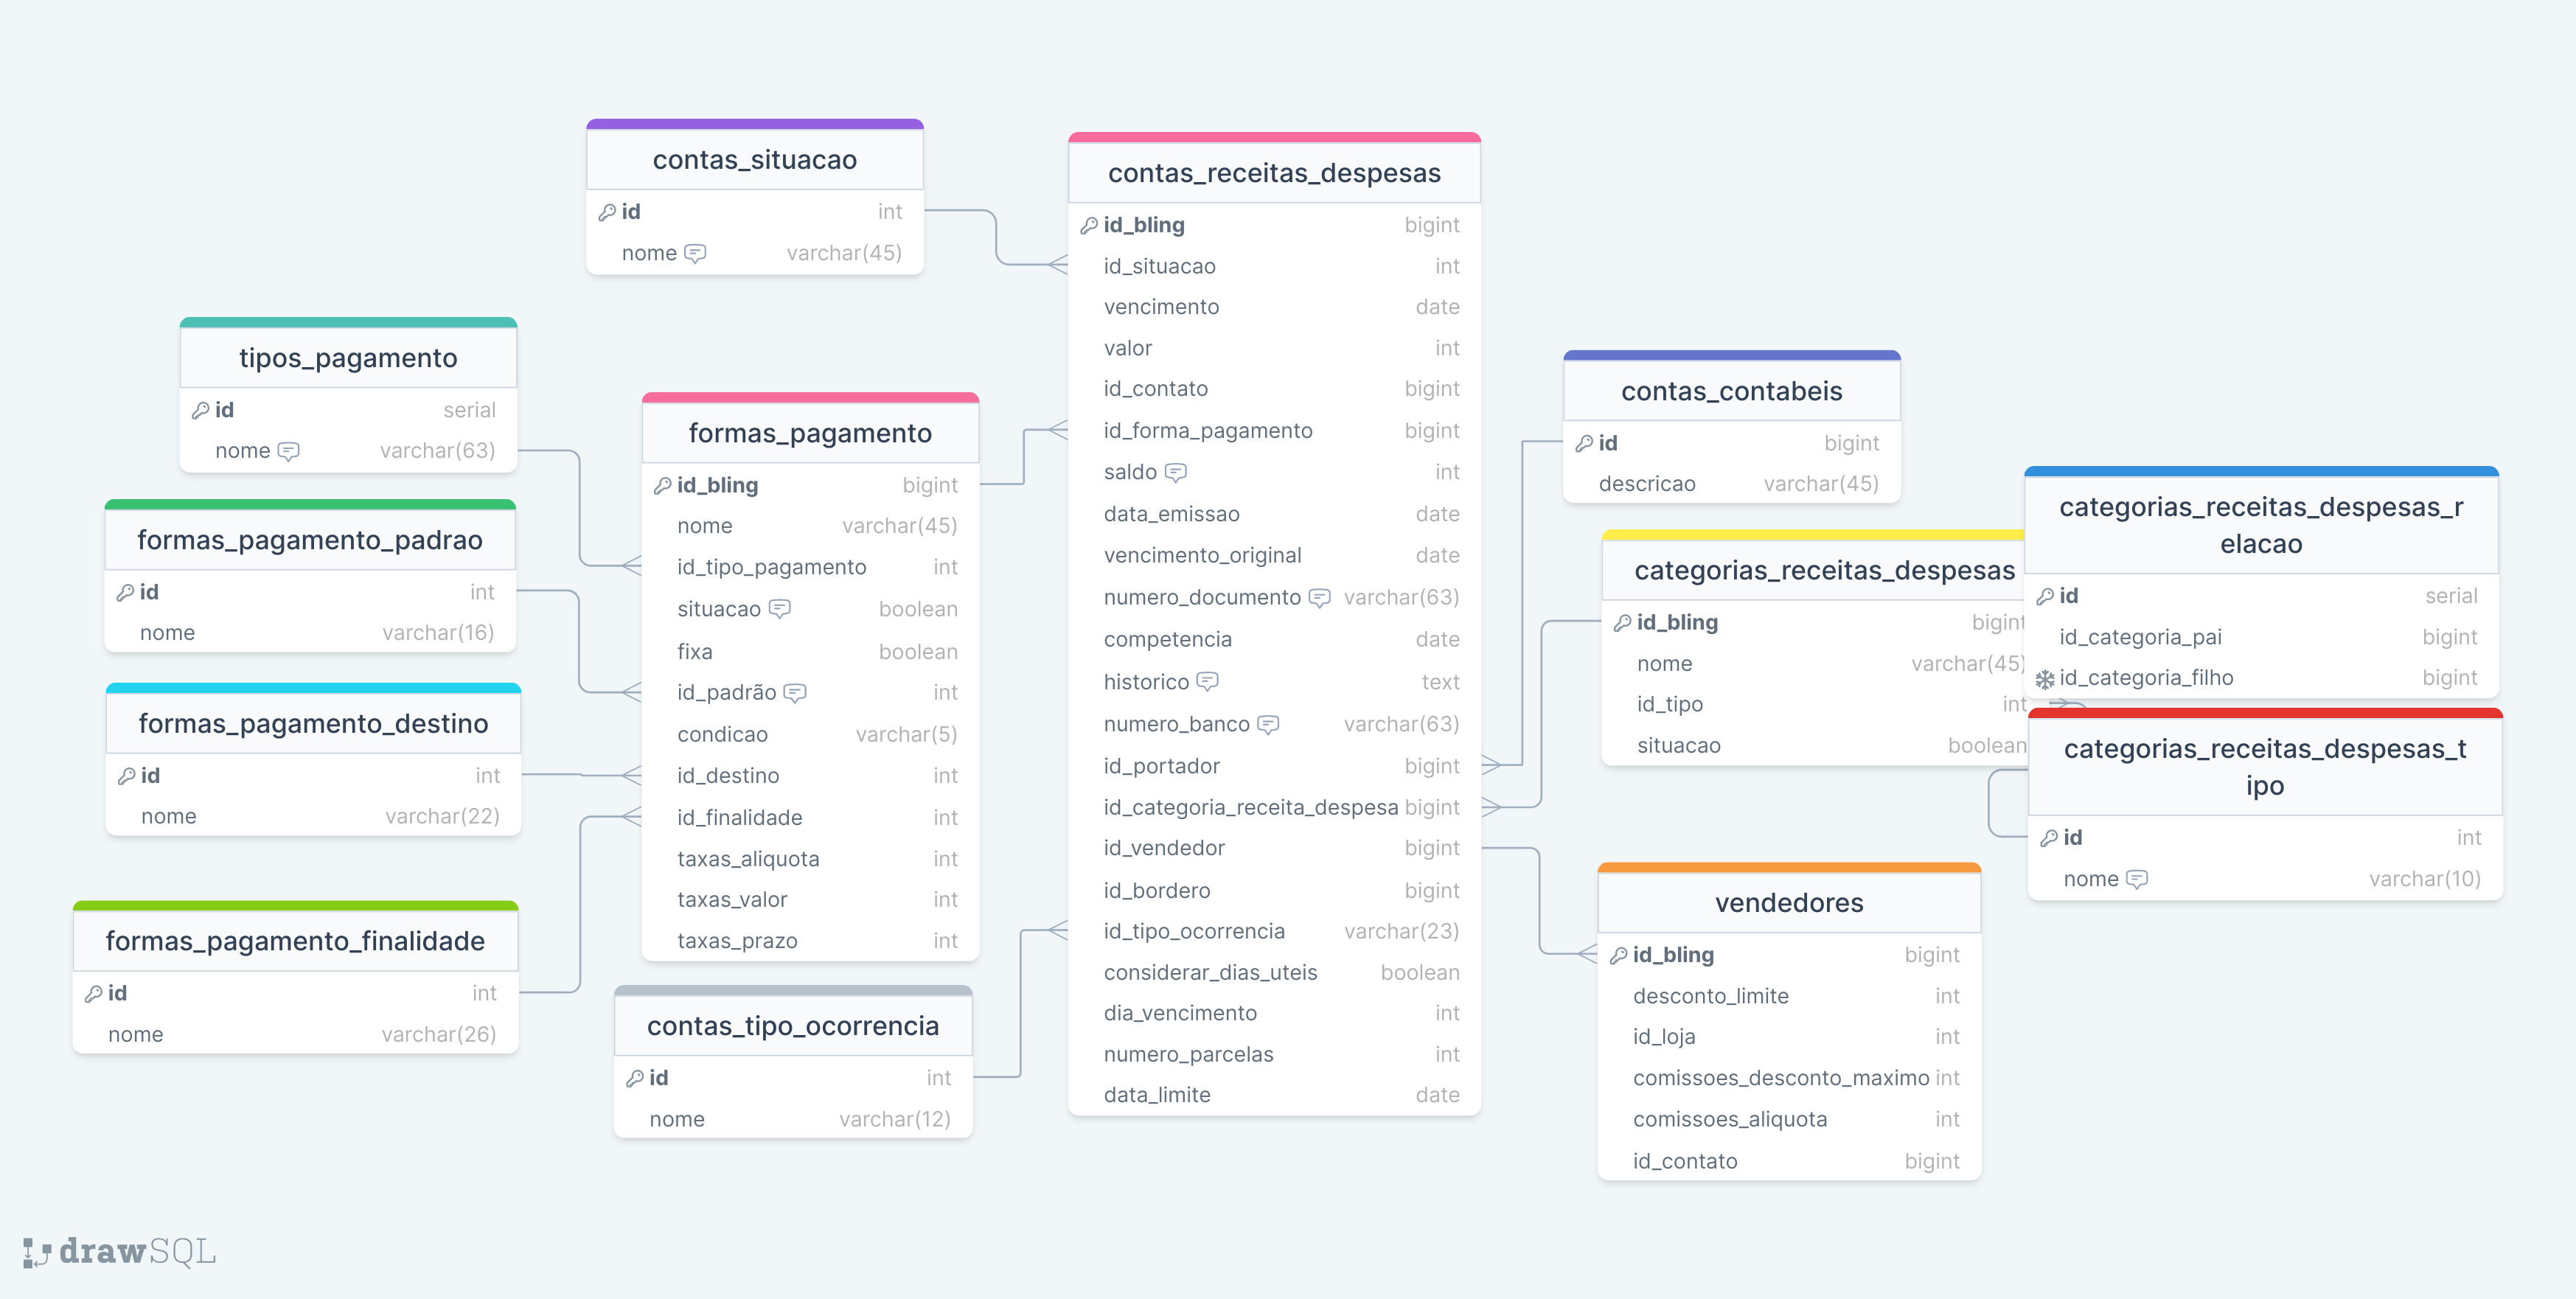 contas_situacao
id int
nome varchar(45)
contas_receitas_despesas
id_bling bigint
id_situacao int
vencimento date
valor int
id_contato bigint
id_forma_pagamento bigint
saldo int
data_emissao date
vencimento_original date
numero_documento varchar(63)
competencia date
historico text
numero_banco varchar(63)
id_portador bigint
id_categoria_receita_despesa bigint
id_vendedor bigint
id_bordero bigint
id_tipo_ocorrencia varchar(23)
considerar_dias_uteis boolean
dia_vencimento int
numero_parcelas int
data_limite date
tipos_pagamento
id serial
nome varchar(63)
formas_pagamento
id_bling bigint
nome varchar(45)
id_tipo_pagamento int
situacao boolean
fixa boolean
id_padrão int
condicao varchar(5)
id_destino int
id_finalidade int
taxas_aliquota int
taxas_valor int
taxas_prazo int
formas_pagamento_padrao
id int
nome varchar(16)
formas_pagamento_destino
id int
nome varchar(22)
formas_pagamento_finalidade
id int
nome varchar(26)
contas_tipo_ocorrencia
id int
nome varchar(12)
contas_contabeis
id bigint
descricao varchar(45)
categorias_receitas_despesas
id_bling bigint
nome varchar(45)
id_tipo int
situacao boolean
categorias_receitas_despesas_r
elacao
id serial
id_categoria_pai bigint
id_categoria_filho bigint
categorias_receitas_despesas_t
ipo
id int
nome varchar(10)
vendedores
id_bling bigint
desconto_limite int
id_loja int
comissoes_desconto_maximo int
comissoes_aliquota int
id_contato bigint
drawSQL